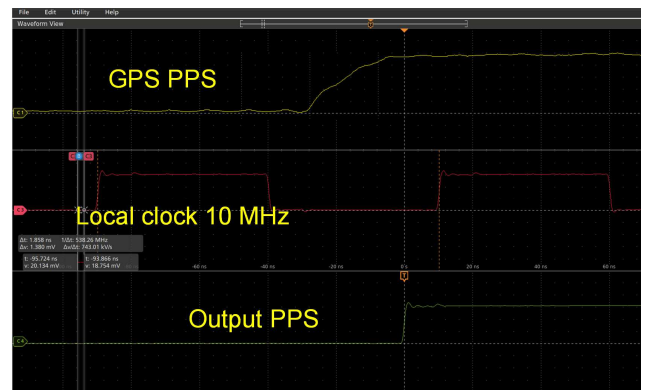 File Edit Utility Help
Waveform View
GPS PPS
C1
C3
C3
Local clock 10 MHz
Δt: 1.858 ns 1/Δt: 538.26 MHz
Δv: 1.380 mV Δv/Δt: 743.01 kV/s
t: -95.724 ns t: -93.866 ns
v: 20.134 mV v: 18.754 mV
-60 ns -40 ns -20 ns 0 s 20 ns 40 ns 60 ns
T
Output PPS
C4